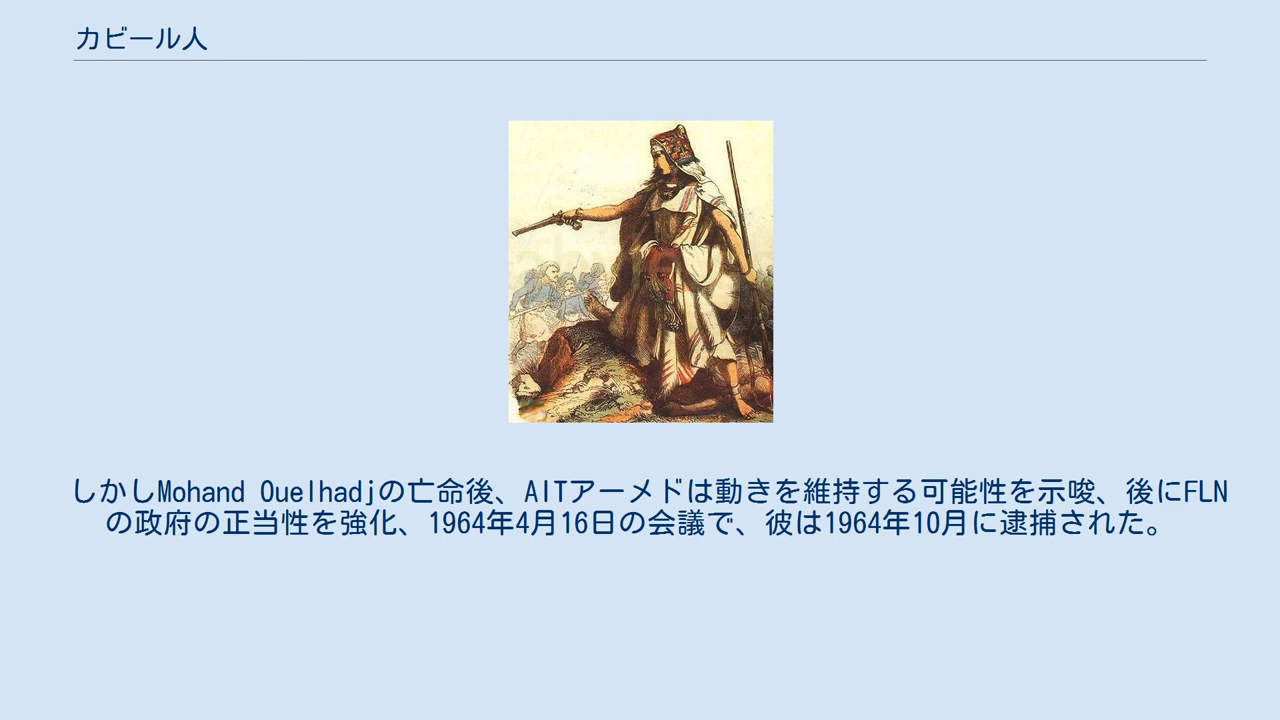 カビール人
しかしMohand Ouelhadjの亡命後、AITアーメドは動きを維持する可能性を示唆、後にFLN
の政府の正当性を強化、1964年4月16日の会議で、彼は1964年10月に逮捕された。